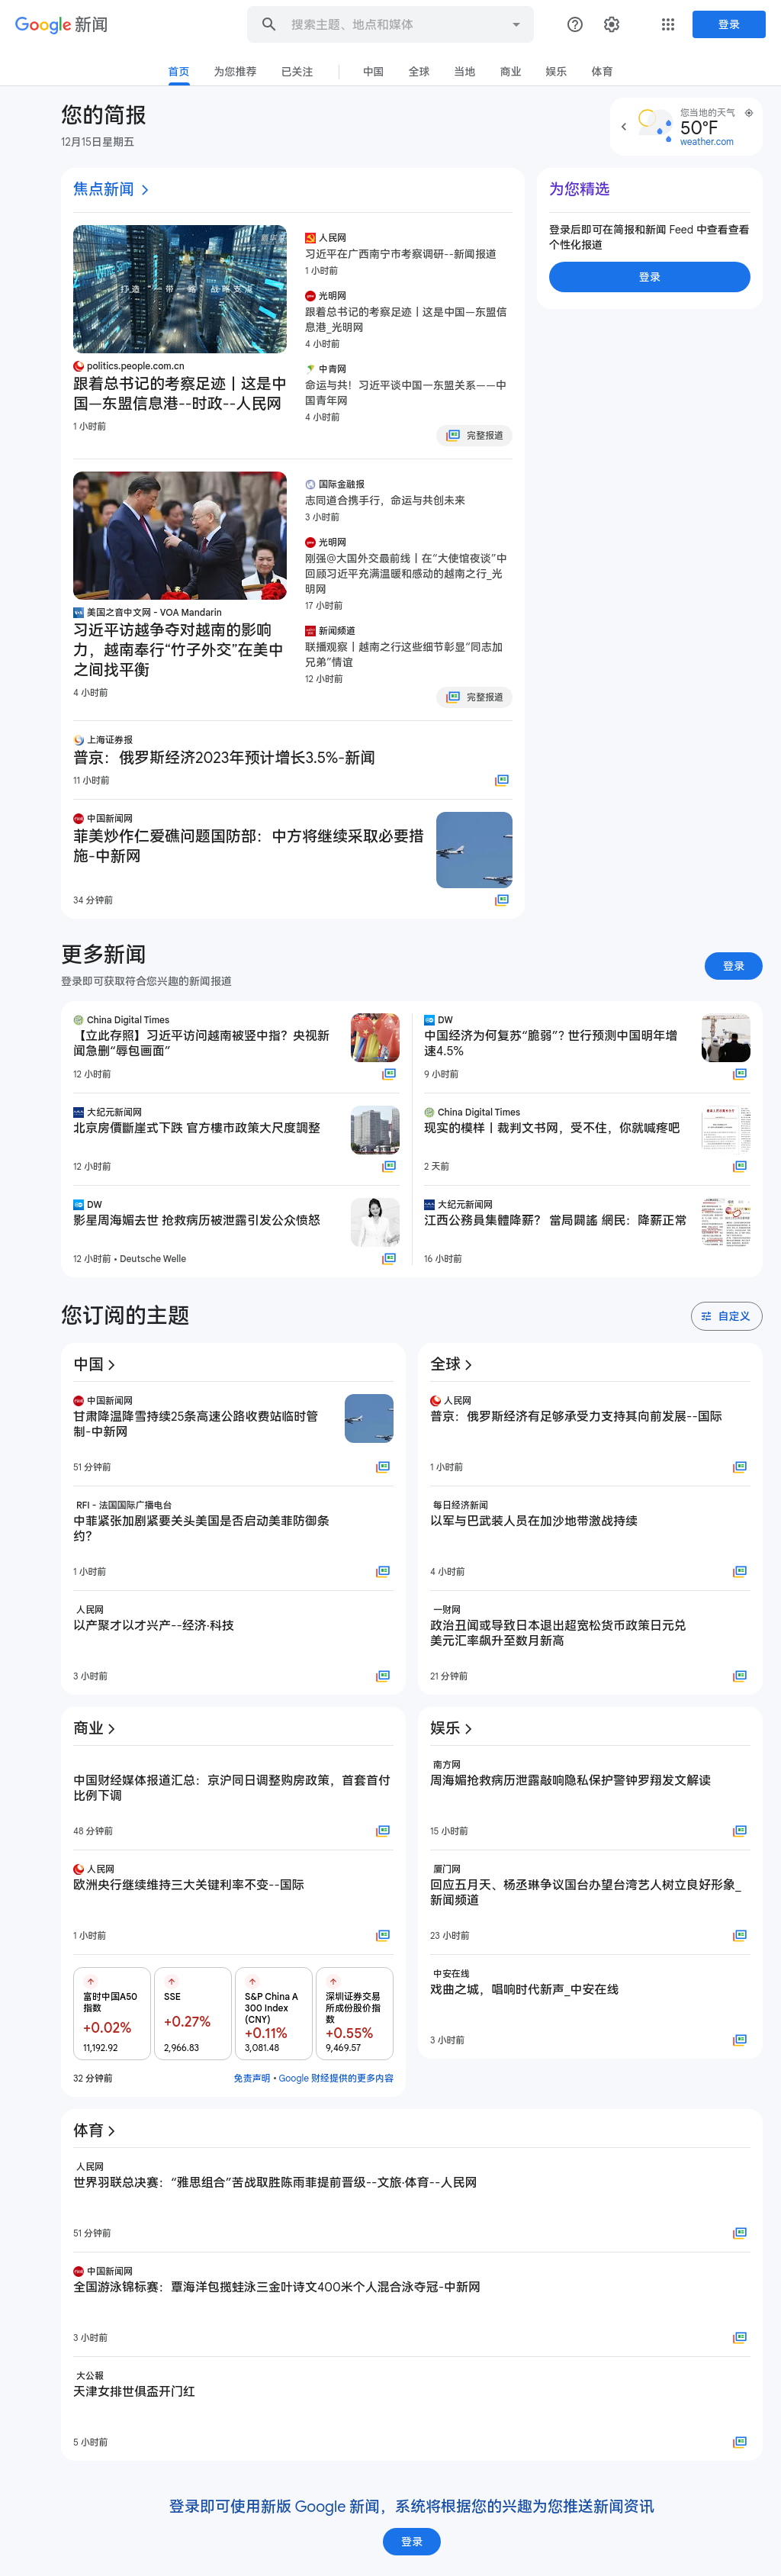 Google 新闻
搜索主题、地点和媒体
登录
首页
为您推荐
已关注
中国
全球
当地
商业
娱乐
体育
您的简报
12月15日星期五
您当地的天气
50°F
weather.com
焦点新闻
打造"一带一路"战略支点
politics.people.com.cn
跟着总书记的考察足迹丨这是中
国—东盟信息港--时政--人民网
1 小时前
人民网
习近平在广西南宁市考察调研--新闻报道
1 小时前
光明网
跟着总书记的考察足迹丨这是中国—东盟信
息港_光明网
4 小时前
中青网
命运与共！习近平谈中国—东盟关系——中
国青年网
4 小时前
完整报道
美国之音中文网 - VOA Mandarin
习近平访越争夺对越南的影响
力，越南奉行“竹子外交”在美中
之间找平衡
4 小时前
国际金融报
志同道合携手行，命运与共创未来
3 小时前
光明网
刚强@大国外交最前线丨在“大使馆夜谈”中
回顾习近平充满温暖和感动的越南之行_光
明网
17 小时前
新闻频道
联播观察丨越南之行这些细节彰显“同志加
兄弟”情谊
12 小时前
完整报道
上海证券报
普京：俄罗斯经济2023年预计增长3.5%-新闻
11 小时前
中国新闻网
菲美炒作仁爱礁问题国防部：中方将继续采取必要措
施-中新网
34 分钟前
为您精选
登录后即可在简报和新闻 Feed 中查看查看
个性化报道
登录
更多新闻
登录即可获取符合您兴趣的新闻报道
登录
China Digital Times
【立此存照】习近平访问越南被竖中指？央视新
闻急删“辱包画面”
12 小时前
大纪元新闻网
北京房價斷崖式下跌 官方樓市政策大尺度調整
12 小时前
DW
影星周海媚去世 抢救病历被泄露引发公众愤怒
12 小时前 • Deutsche Welle
DW
中国经济为何复苏“脆弱”？世行预测中国明年增
速4.5%
9 小时前
China Digital Times
现实的模样丨裁判文书网，受不住，你就喊疼吧
2 天前
大纪元新闻网
江西公務員集體降薪？ 當局闢謠 網民：降薪正常
16 小时前
您订阅的主题
自定义
中国
中国新闻网
甘肃降温降雪持续25条高速公路收费站临时管
制-中新网
51 分钟前
RFI - 法国国际广播电台
中菲紧张加剧紧要关头美国是否启动美菲防御条
约？
1 小时前
人民网
以产聚才以才兴产--经济·科技
3 小时前
全球
人民网
普京：俄罗斯经济有足够承受力支持其向前发展--国际
1 小时前
每日经济新闻
以军与巴武装人员在加沙地带激战持续
4 小时前
一财网
政治丑闻或导致日本退出超宽松货币政策日元兑
美元汇率飙升至数月新高
21 分钟前
商业
中国财经媒体报道汇总：京沪同日调整购房政策，首套首付
比例下调
48 分钟前
人民网
欧洲央行继续维持三大关键利率不变--国际
1 小时前
富时中国A50
指数
+0.02%
11,192.92
SSE
+0.27%
2,966.83
S&P China A
300 Index
(CNY)
+0.11%
3,081.48
深圳证券交易
所成份股价指
数
+0.55%
9,469.57
32 分钟前
免责声明 • Google 财经提供的更多内容
娱乐
南方网
周海媚抢救病历泄露敲响隐私保护警钟罗翔发文解读
15 小时前
厦门网
回应五月天、杨丞琳争议国台办望台湾艺人树立良好形象_
新闻频道
23 小时前
中安在线
戏曲之城，唱响时代新声_中安在线
3 小时前
体育
人民网
世界羽联总决赛：“雅思组合”苦战取胜陈雨菲提前晋级--文旅·体育--人民网
51 分钟前
中国新闻网
全国游泳锦标赛：覃海洋包揽蛙泳三金叶诗文400米个人混合泳夺冠-中新网
3 小时前
大公報
天津女排世俱盃开门红
5 小时前
登录即可使用新版 Google 新闻，系统将根据您的兴趣为您推送新闻资讯
登录